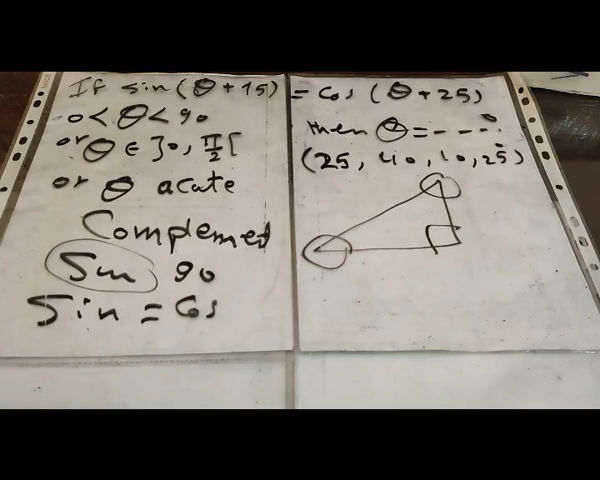 If sin(θ+15) = Cos(θ+25)
0<θ<90
or θ∈]0,π/2[
or θ acute
then θ=----°
(25, 40, 10, 25)
Complement
Sum 90
Sin = Cos